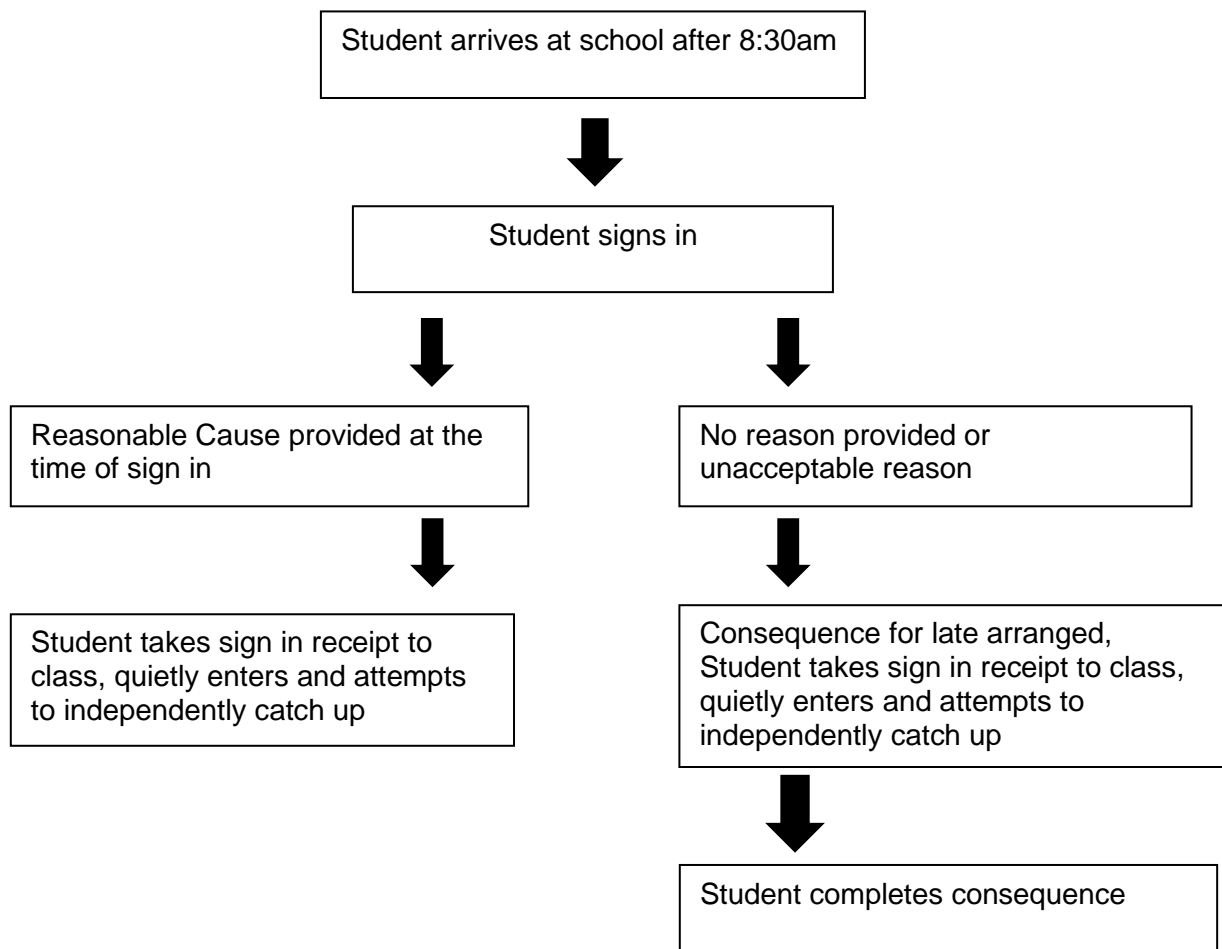 Student arrives at school after 8:30am
Student signs in
Reasonable Cause provided at the
time of sign in
No reason provided or
unacceptable reason
Student takes sign in receipt to
class, quietly enters and attempts
to independently catch up
Consequence for late arranged,
Student takes sign in receipt to class,
quietly enters and attempts to
independently catch up
Student completes consequence